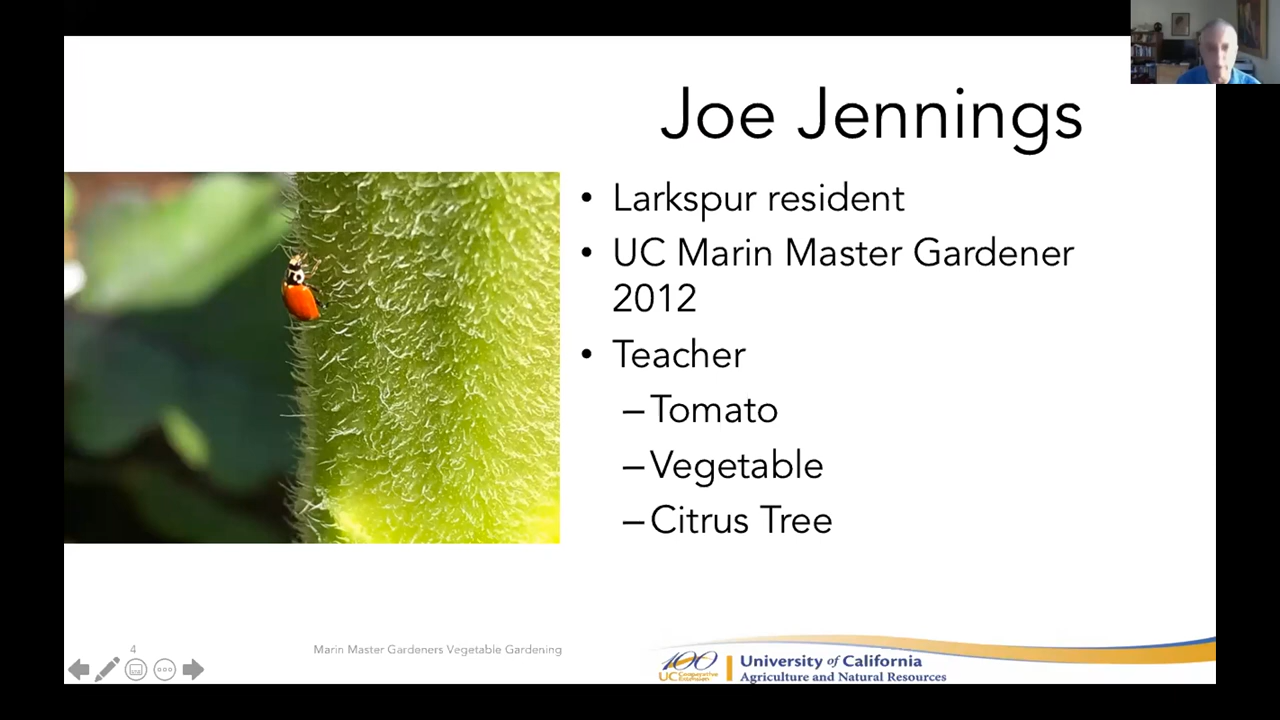 Joe Jennings
• Larkspur resident
• UC Marin Master Gardener
2012
• Teacher
–Tomato
–Vegetable
–Citrus Tree
4
Marin Master Gardeners Vegetable Gardening
100
UC Cooperative
Extension
University of California
Agriculture and Natural Resources